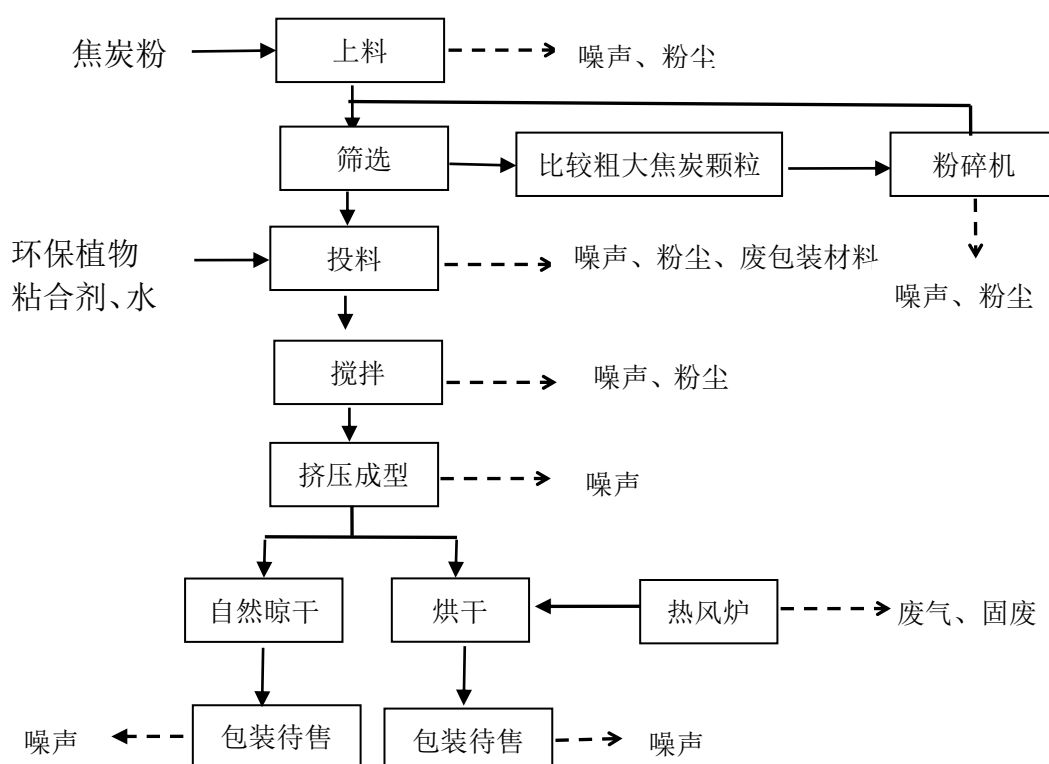 焦炭粉
上料
噪声、粉尘
筛选
比较粗大焦炭颗粒
粉碎机
环保植物
粘合剂、水
投料
噪声、粉尘、废包装材料
噪声、粉尘
搅拌
噪声、粉尘
挤压成型
噪声
自然晾干
烘干
热风炉
废气、固废
噪声
包装待售
包装待售
噪声